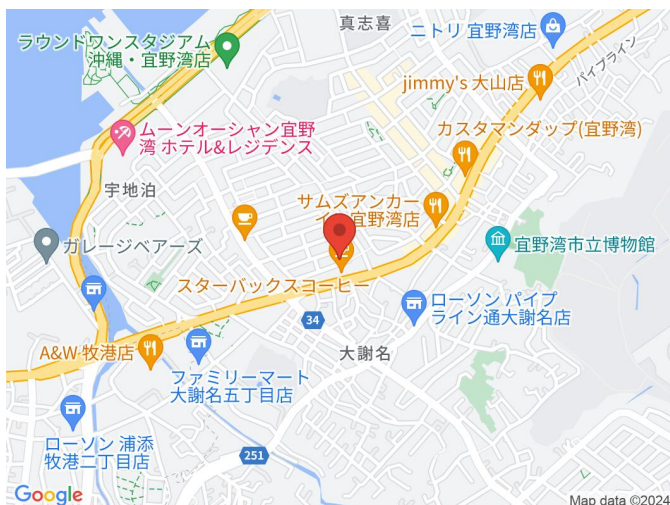 真志喜
ニトリ 宜野湾店
ラウンドワンスタジアム
沖縄・宜野湾店
パイプライン
jimmy's 大山店
ムーンオーシャン宜野
湾 ホテル&レジデンス
カスタマンダップ(宜野湾)
宇地泊
サムズアンカー
宜野湾店
ガレージベアーズ
宜野湾市立博物館
スターバックスコーヒー
ローソン パイプ
ライン通大謝名店
34
A&W 牧港店
大謝名
ファミリーマート
大謝名五丁目店
ローソン 浦添
牧港二丁目店
251
Google
Map data ©2024